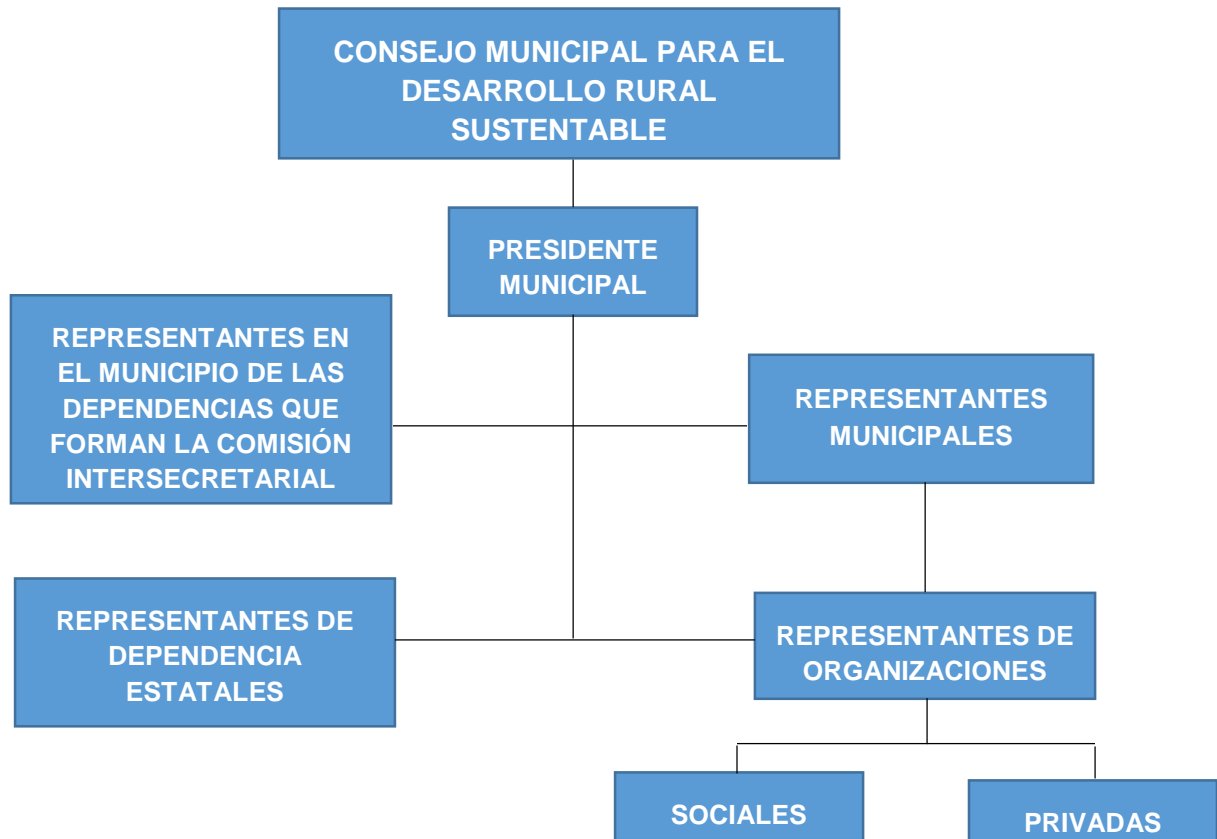 CONSEJO MUNICIPAL PARA EL
DESARROLLO RURAL
SUSTENTABLE
PRESIDENTE
MUNICIPAL
REPRESENTANTES EN
EL MUNICIPIO DE LAS
DEPENDENCIAS QUE
FORMAN LA COMISIÓN
INTERSECRETARIAL
REPRESENTANTES
MUNICIPALES
REPRESENTANTES DE
DEPENDENCIA
ESTATALES
REPRESENTANTES DE
ORGANIZACIONES
SOCIALES
PRIVADAS